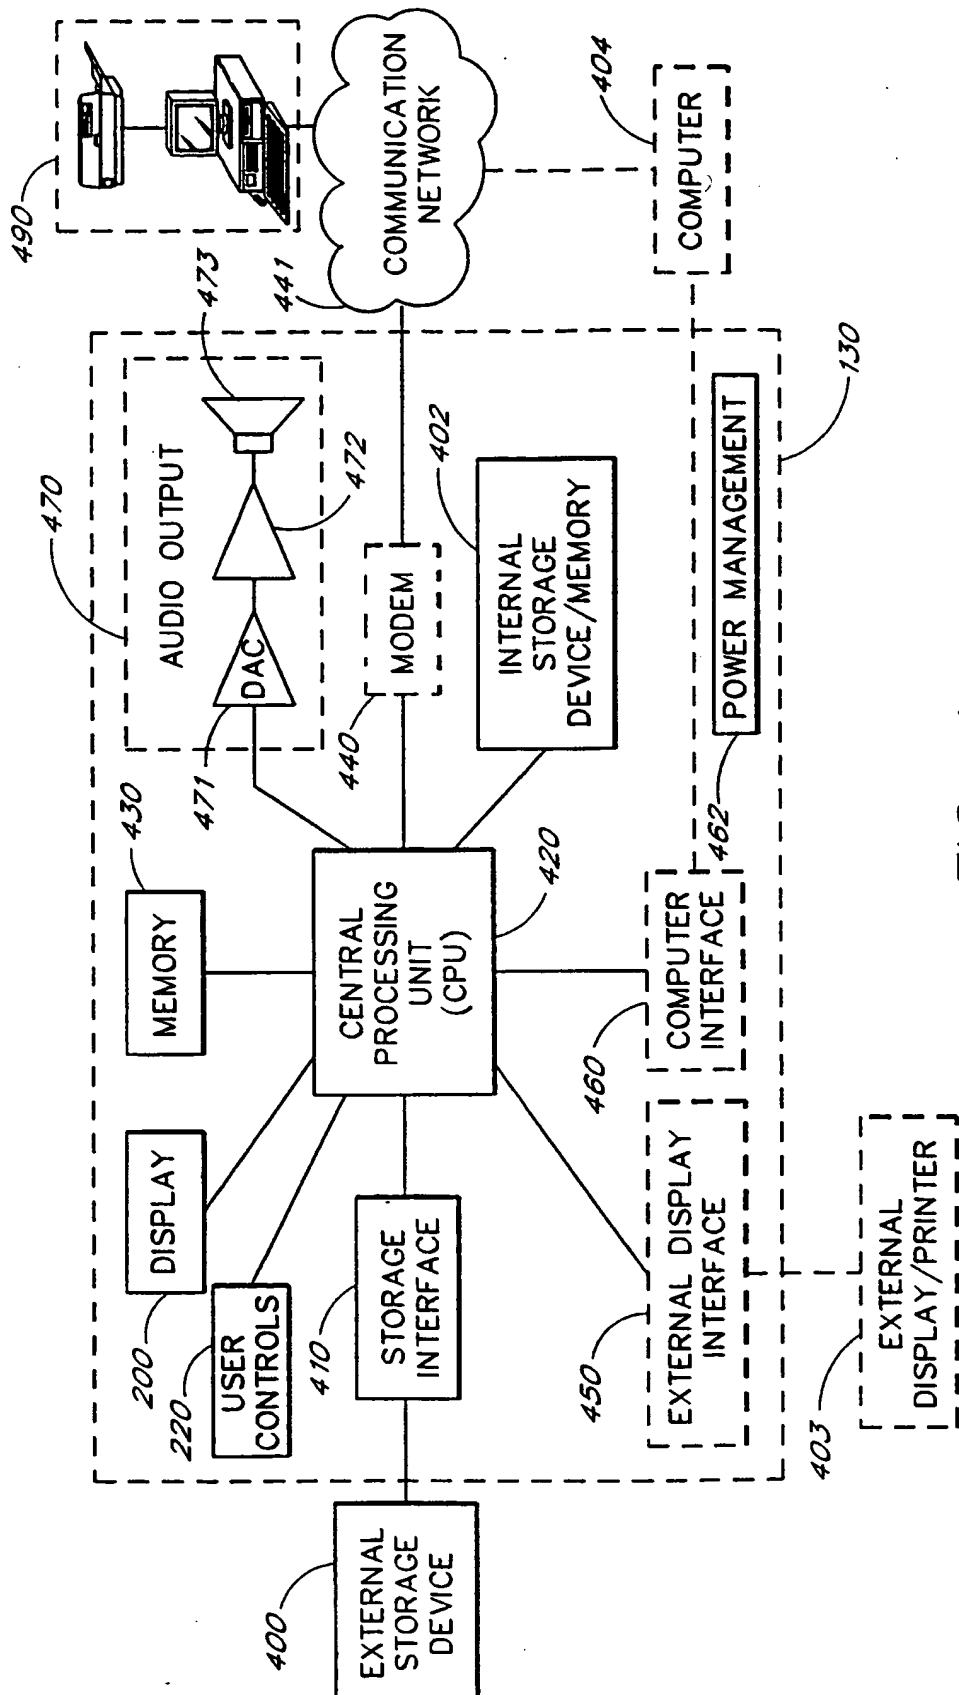 490
473
441
COMMUNICATION
NETWORK
404
COMPUTER
470
AUDIO OUTPUT
DAC
471
472
440
MODEM
402
INTERNAL
STORAGE
DEVICE/MEMORY
130
POWER MANAGEMENT
462
430
MEMORY
CENTRAL
PROCESSING
UNIT
(CPU)
420
COMPUTER
INTERFACE
460
DISPLAY
200
USER
CONTROLS
220
STORAGE
INTERFACE
410
EXTERNAL DISPLAY
INTERFACE
450
EXTERNAL
DISPLAY/PRINTER
403
EXTERNAL
STORAGE
DEVICE
400